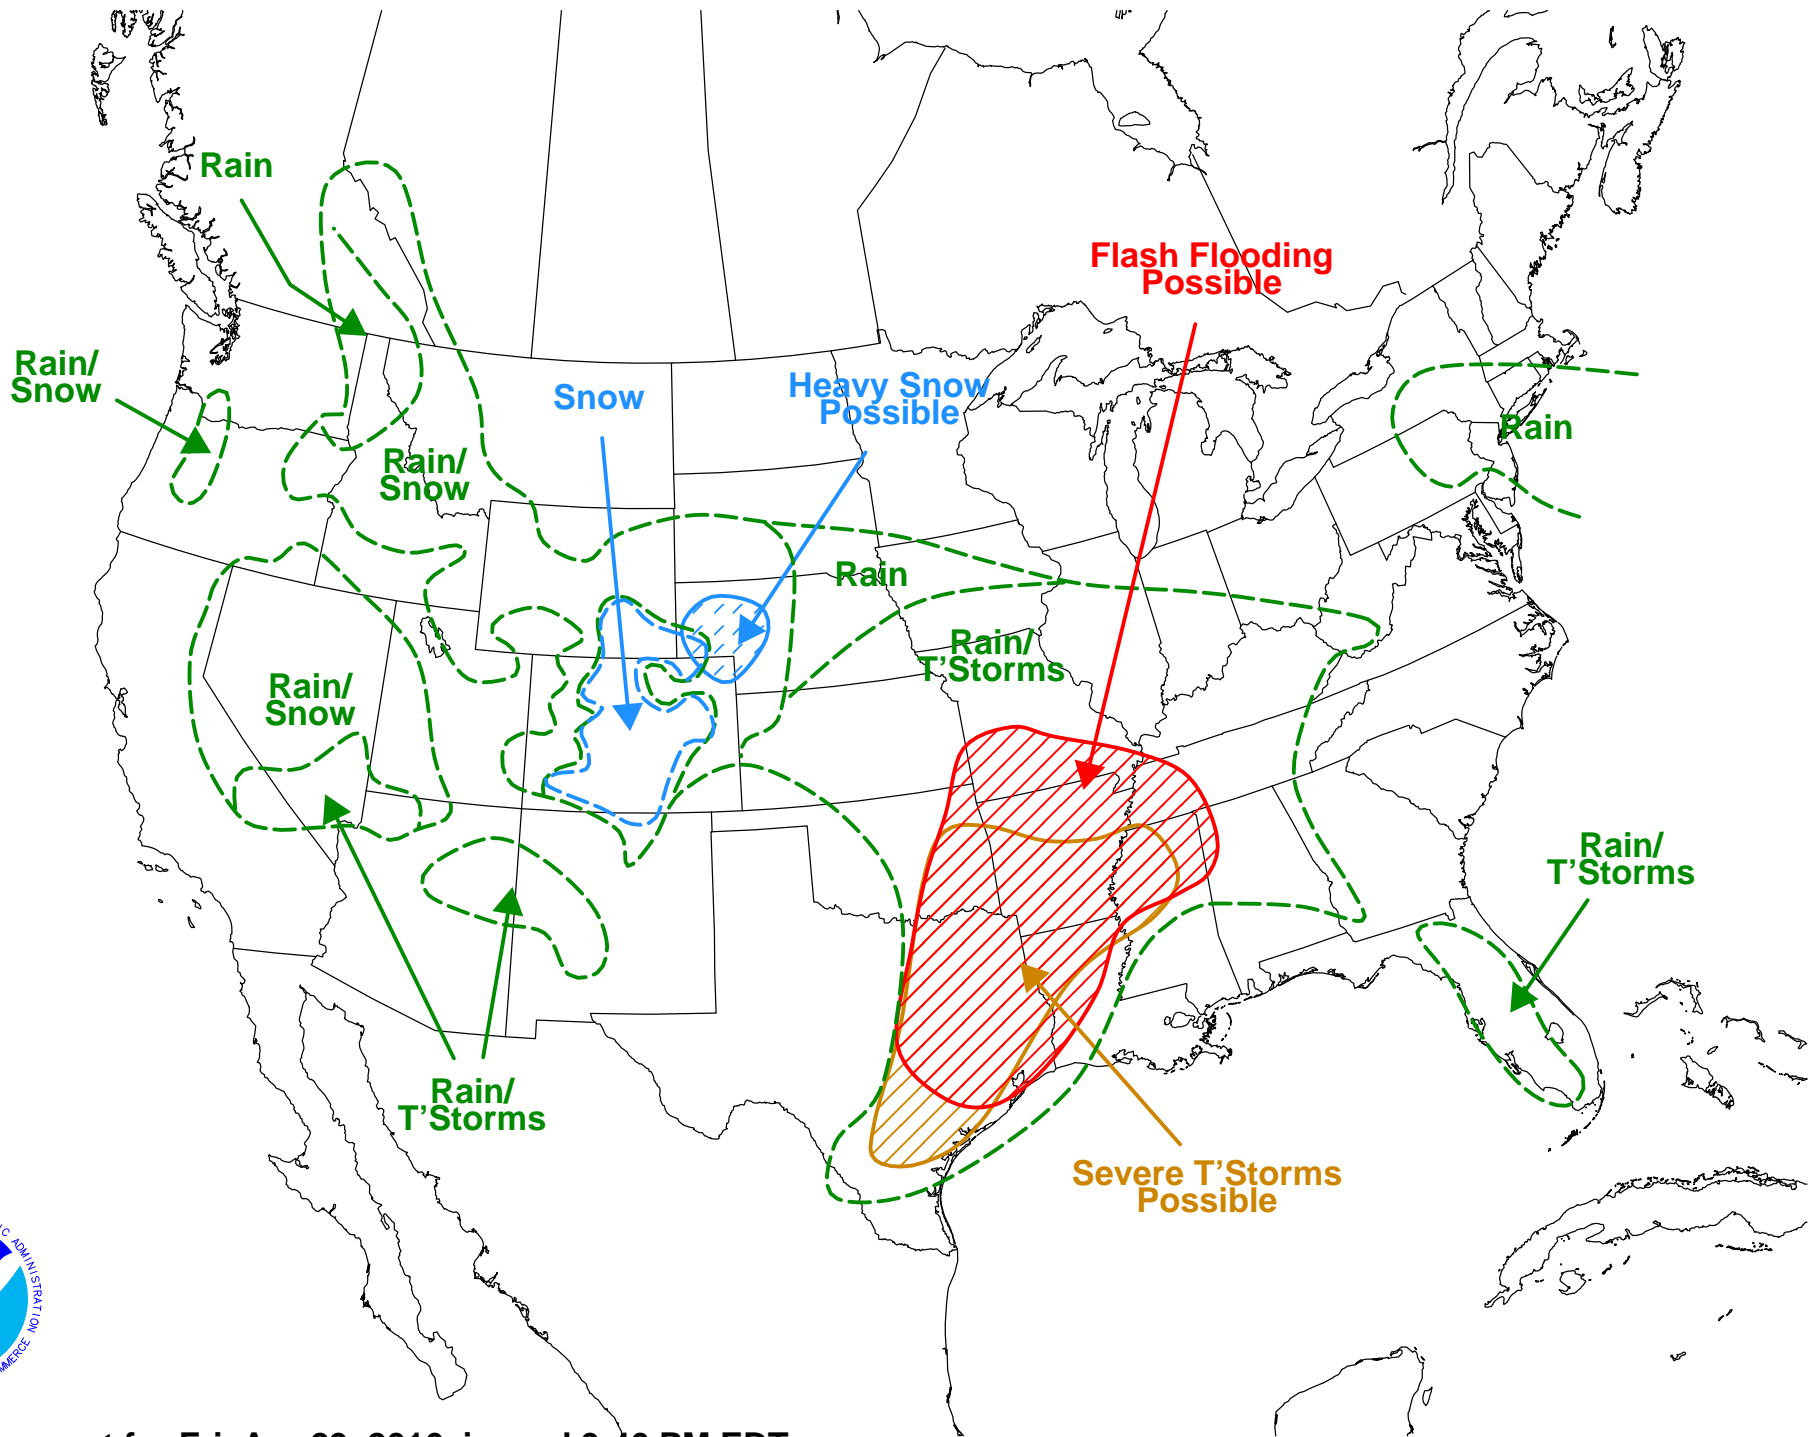 Rain
Flash Flooding
Possible
Rain/
Snow
Snow
Heavy Snow
Possible
Rain
Rain/
Snow
Rain
Rain/
T'Storms
Rain/
Snow
Rain/
T'Storms
Rain/
T'Storms
Severe T'Storms
Possible
ADMINISTRATION